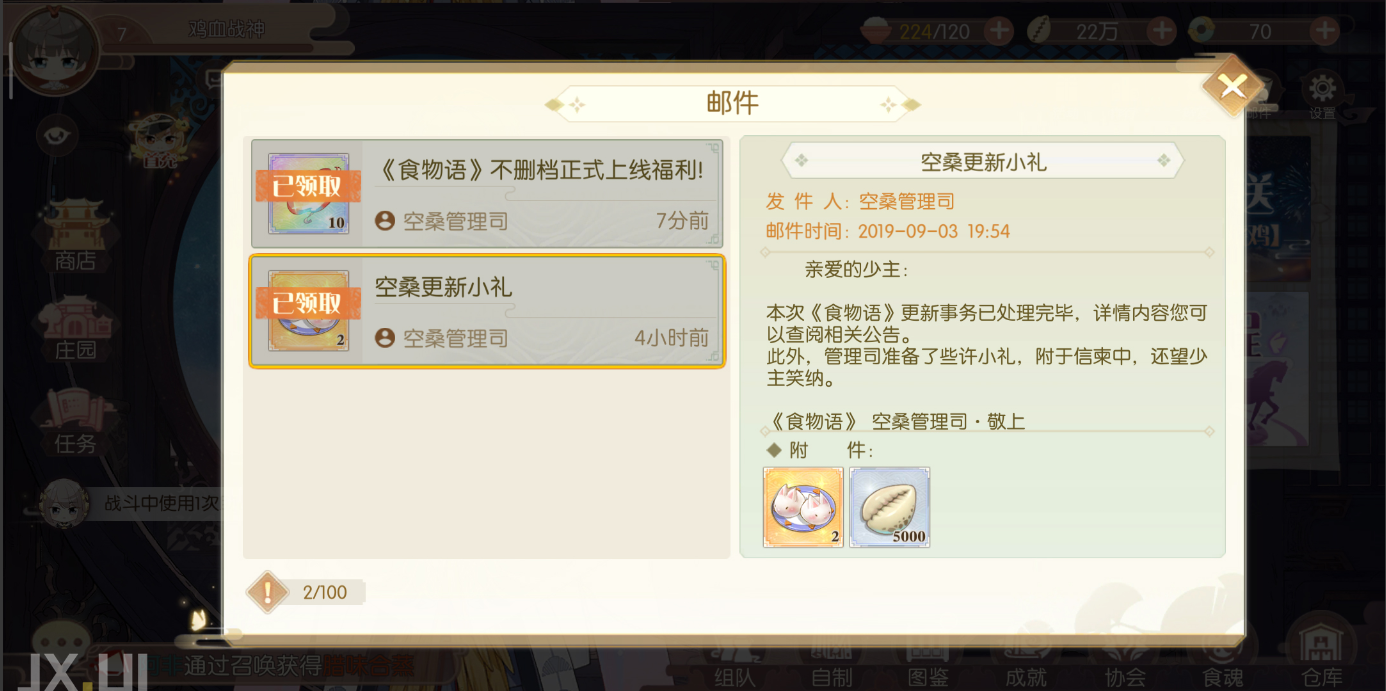 7
鸡血战神
224/120
22万
70
邮件
设置
邮件
商店
庄园
任务
战斗中使用1次
《食物语》不删档正式上线福利!
已领取
10
空桑管理司
7分前
空桑更新小礼
已领取
2
空桑管理司
4小时前
2/100
空桑更新小礼
发 件 人: 空桑管理司
邮件时间: 2019-09-03 19:54
亲爱的少主:
本次《食物语》更新事务已处理完毕，详情内容您可
以查阅相关公告。
此外，管理司准备了些许小礼，附于信柬中，还望少
主笑纳。
《食物语》 空桑管理司·敬上
附 件:
2
5000
通过召唤获得
JX.UI
组队
自制
图鉴
成就
协会
食魂
仓库